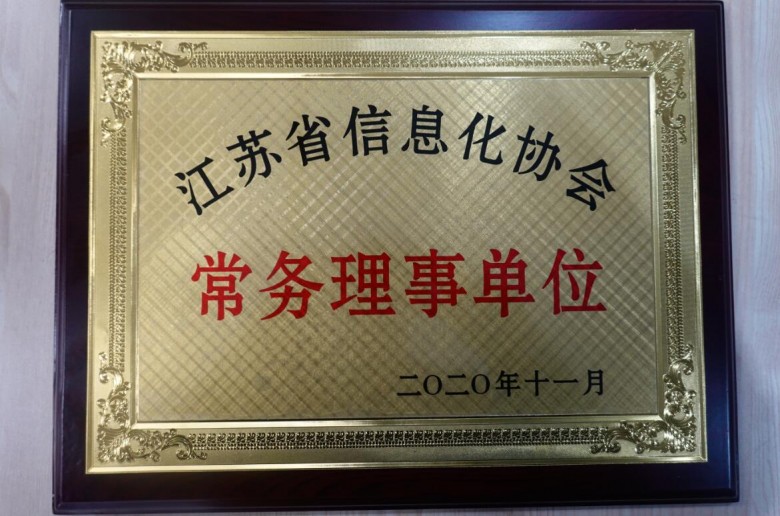 江苏省信息化协会
常务理事单位
二〇二〇年十一月